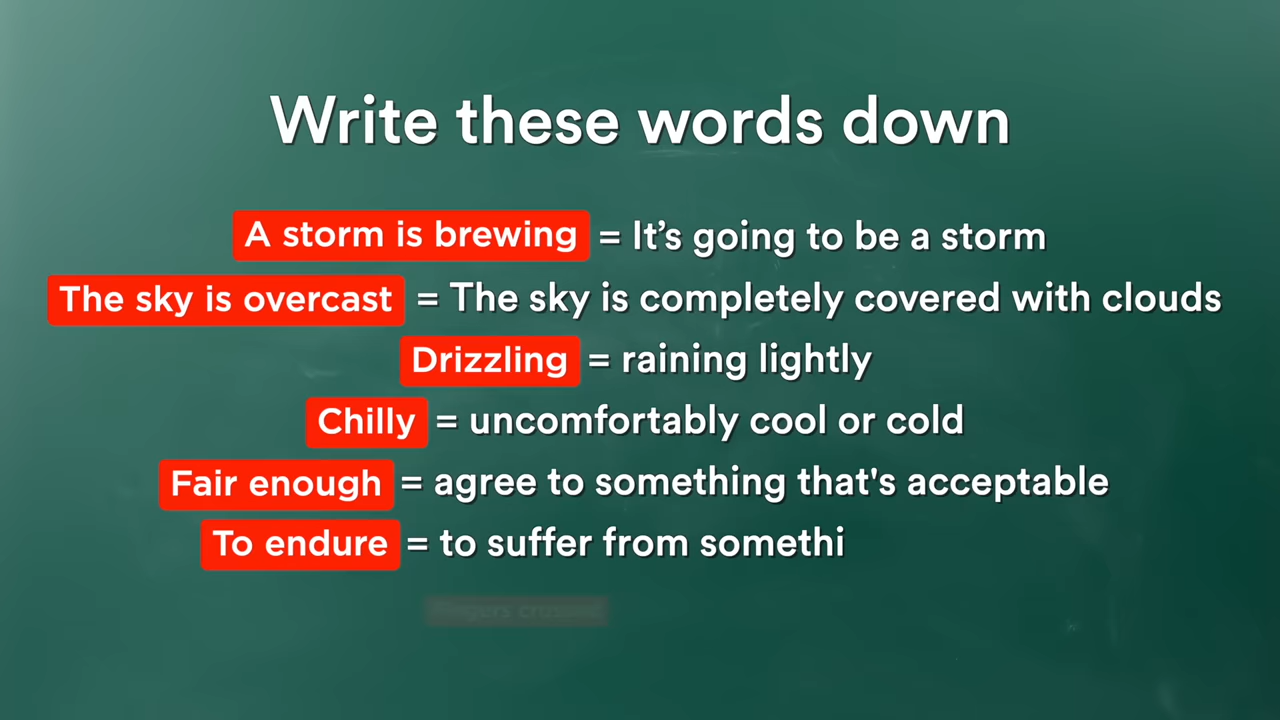 Write these words down
A storm is brewing = It's going to be a storm
The sky is overcast = The sky is completely covered with clouds
Drizzling = raining lightly
Chilly = uncomfortably cool or cold
Fair enough = agree to something that's acceptable
To endure = to suffer from somethi